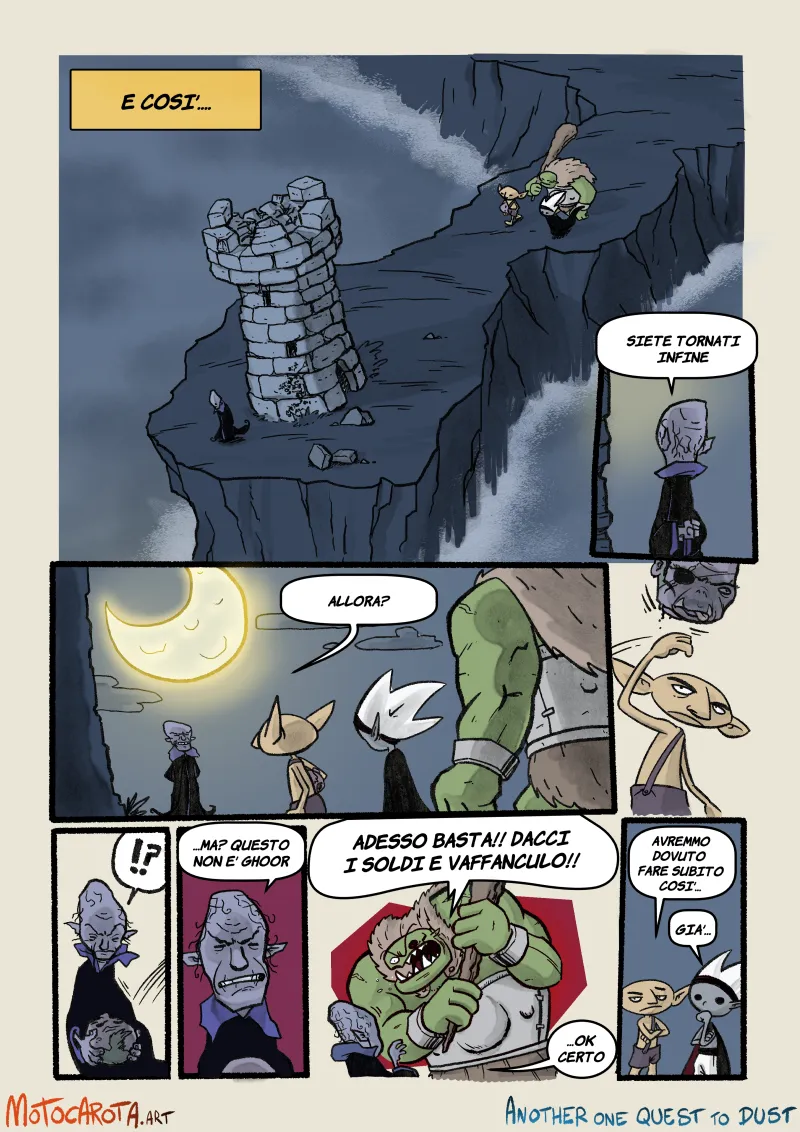 E COSI'....
SIETE TORNATI
INFINE
ALLORA?
!?
...MA? QUESTO
NON E' GHOOR
ADESSO BASTA!! DACCI
I SOLDI E VAFFANCULO!!
...OK
CERTO
AVREMMO
DOVUTO
FARE SUBITO
COSI'...
GIA'...
MOTOCAROTA.ART
ANOTHER ONE QUEST TO DUST